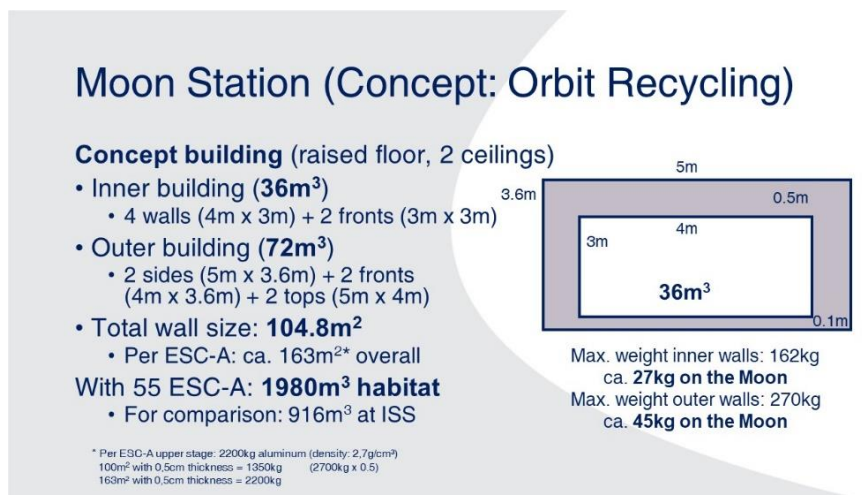 Moon Station (Concept: Orbit Recycling)
Concept building (raised floor, 2 ceilings)
• Inner building (36m³)
• 4 walls (4m x 3m) + 2 fronts (3m x 3m)
• Outer building (72m³)
• 2 sides (5m x 3.6m) + 2 fronts
(4m x 3.6m) + 2 tops (5m x 4m)
• Total wall size: 104.8m²
• Per ESC-A: ca. 163m²* overall
With 55 ESC-A: 1980m³ habitat
• For comparison: 916m³ at ISS
* Per ESC-A upper stage: 2200kg aluminum (density: 2,7g/cm³)
100m² with 0,5cm thickness = 1350kg (2700kg x 0.5)
163m² with 0,5cm thickness = 2200kg
5m
3.6m
0.5m
4m
3m
36m³
0.1m
Max. weight inner walls: 162kg
ca. 27kg on the Moon
Max. weight outer walls: 270kg
ca. 45kg on the Moon